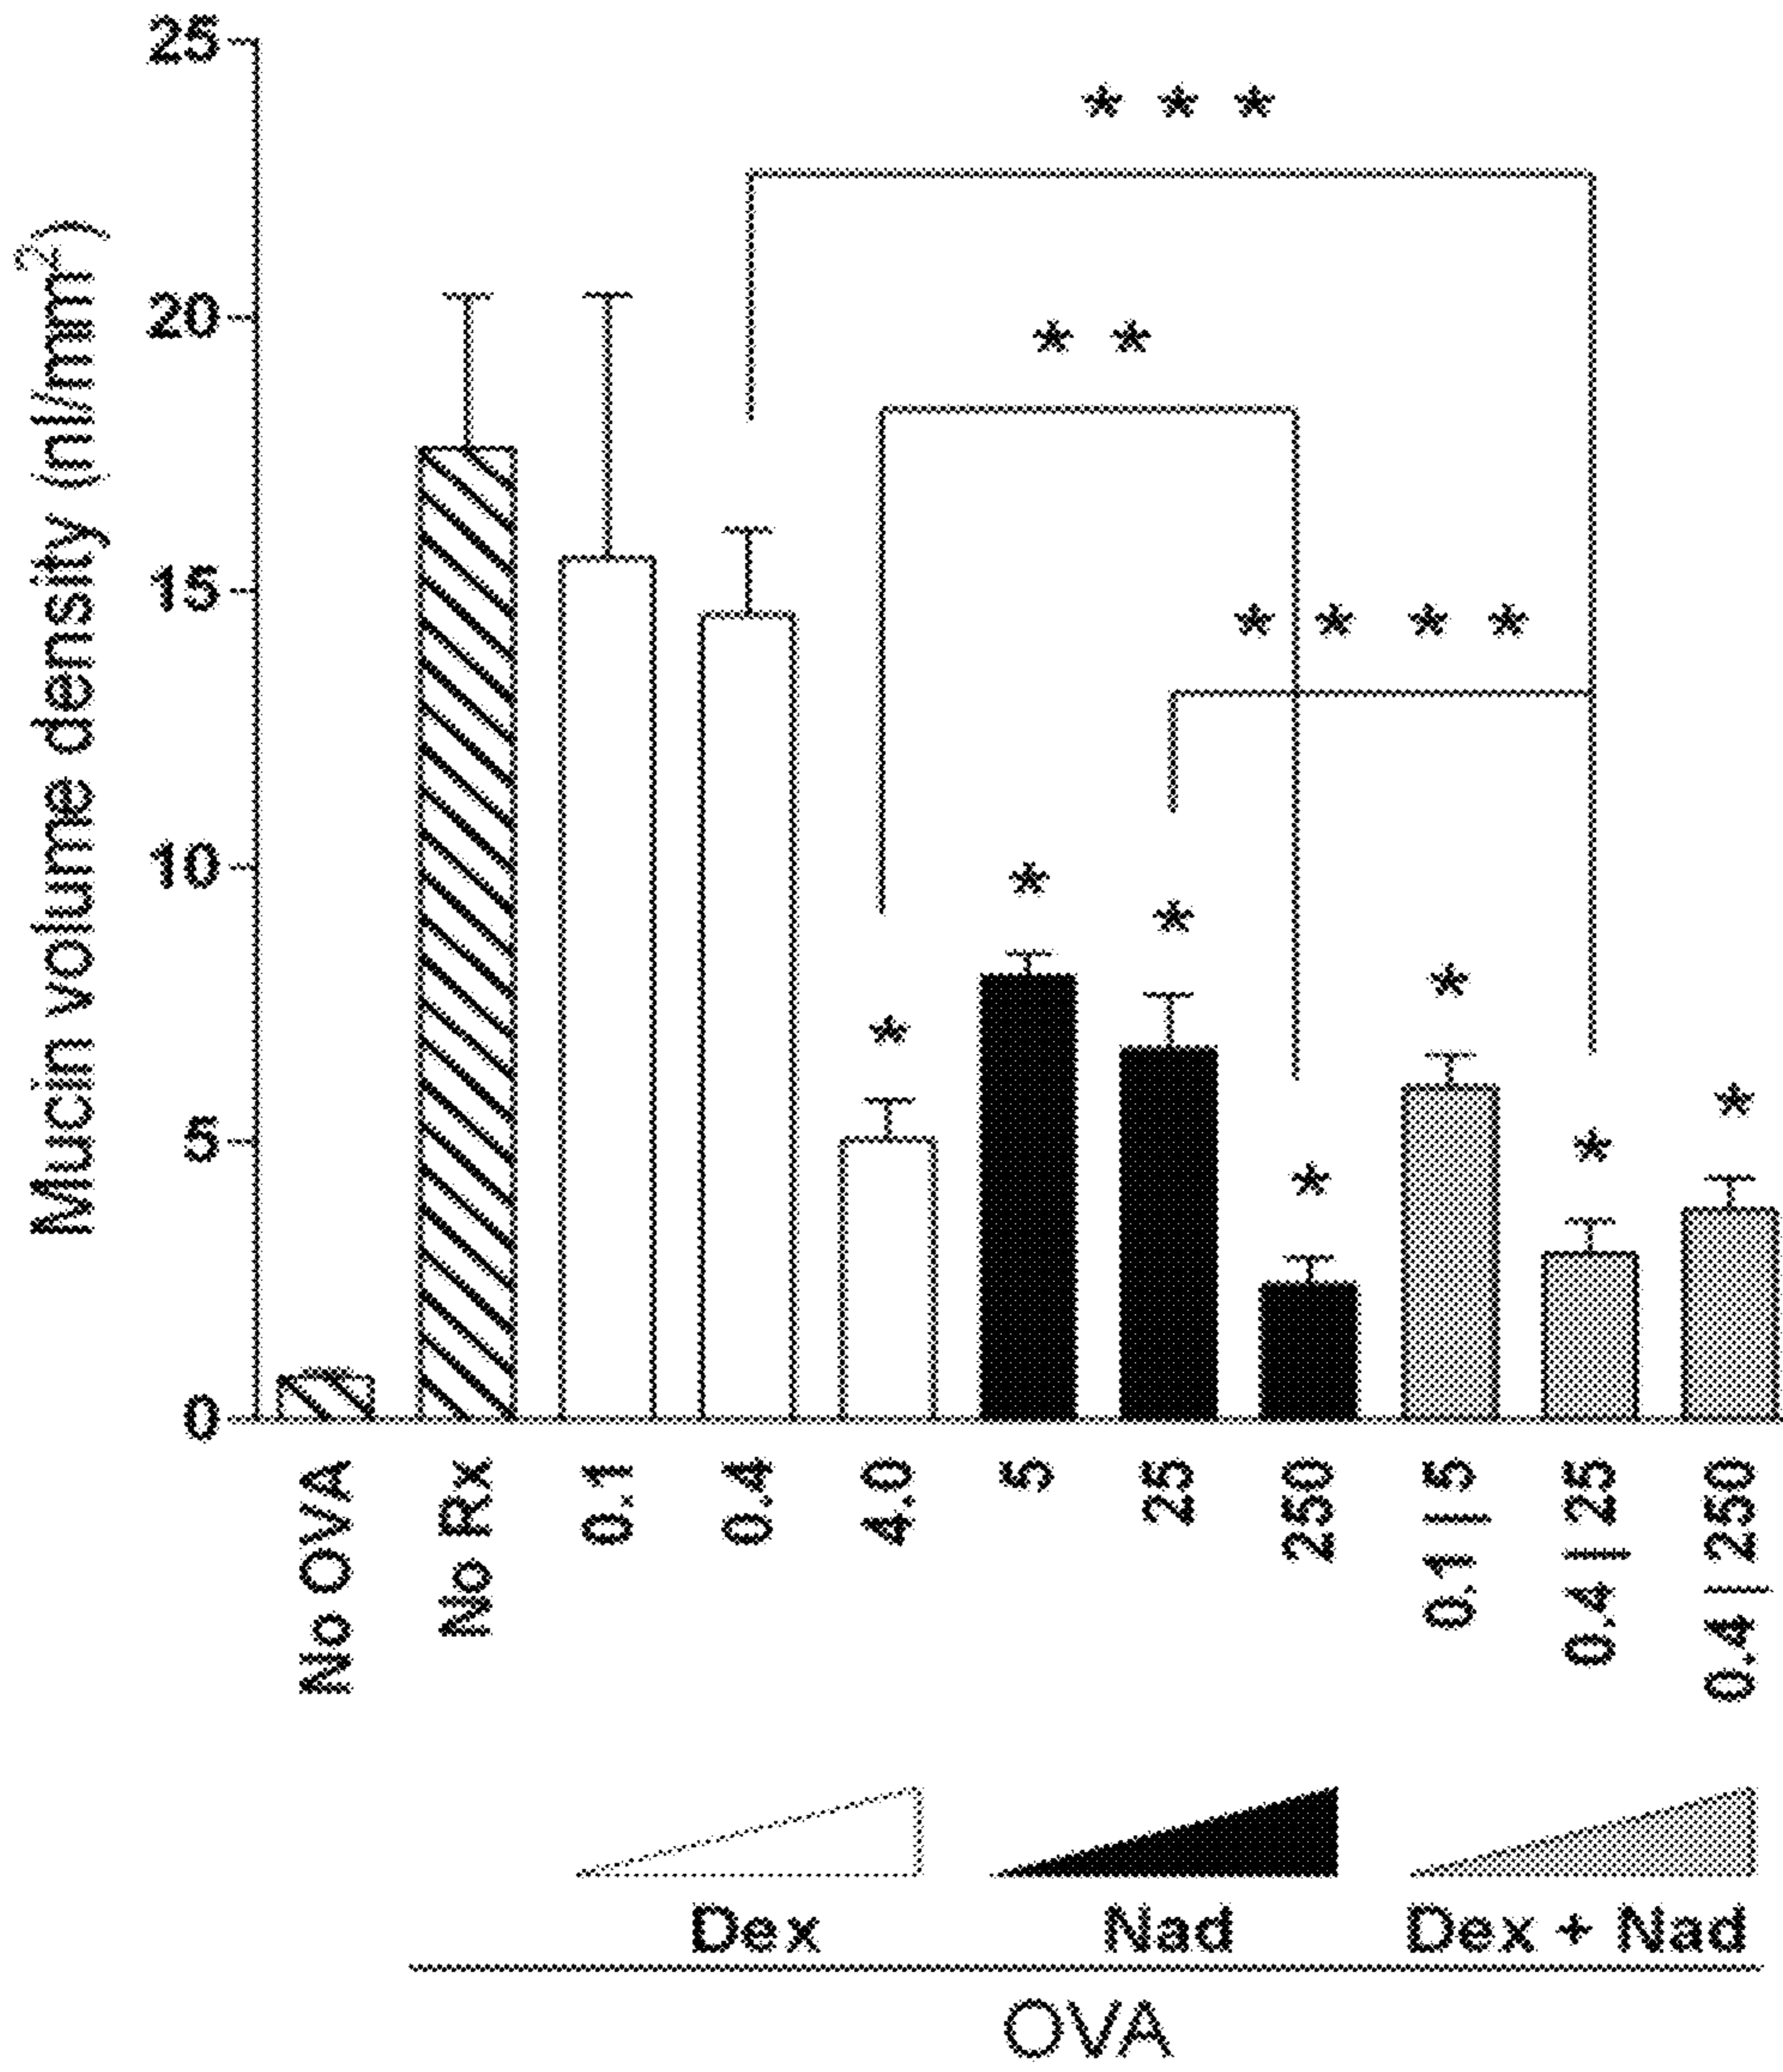 Mucin volume density (nl/mm²)
25
20
15
10
5
0
* * *
* *
* * * *
*
*
*
*
*
*
*
No OVA
No Rx
0.1
0.4
4.0
5
25
250
0.1 | 5
0.4 | 25
0.4 | 250
Dex
Nad
Dex + Nad
OVA